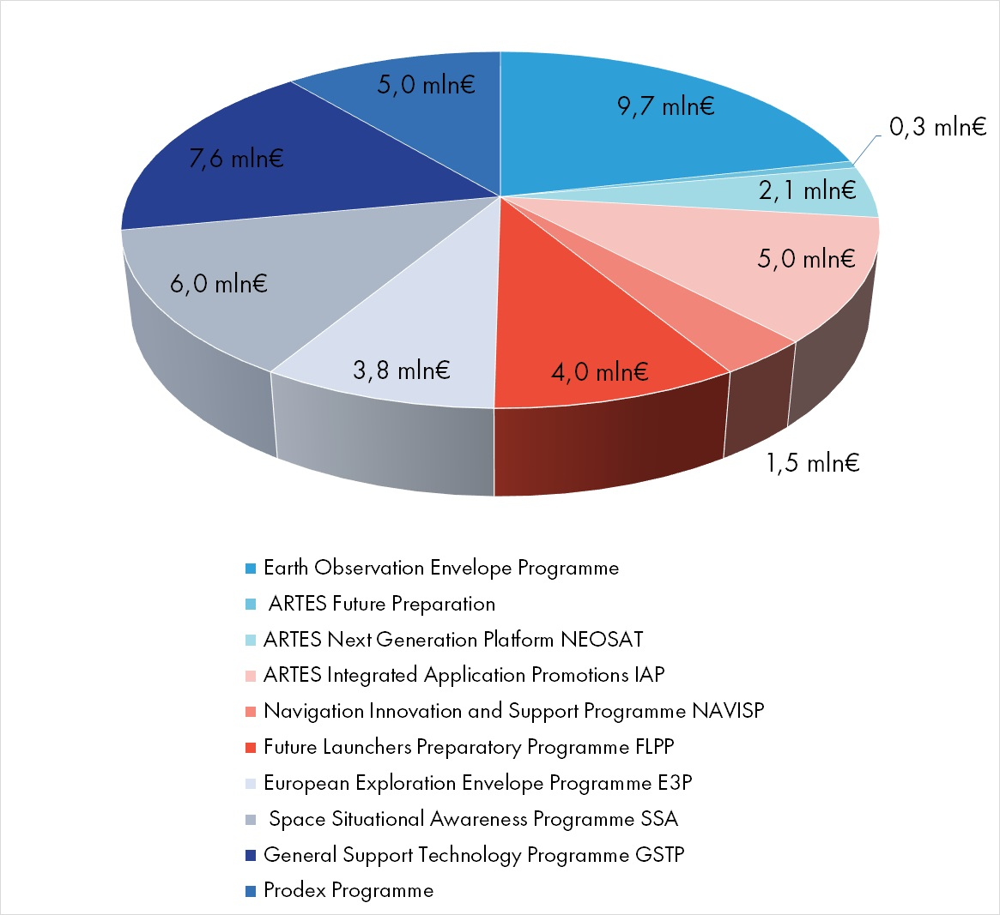 5,0 mln€
9,7 mln€
0,3 mln€
7,6 mln€
2,1 mln€
5,0 mln€
6,0 mln€
3,8 mln€
4,0 mln€
1,5 mln€
Earth Observation Envelope Programme
ARTES Future Preparation
ARTES Next Generation Platform NEOSAT
ARTES Integrated Application Promotions IAP
Navigation Innovation and Support Programme NAVISP
Future Launchers Preparatory Programme FLPP
European Exploration Envelope Programme E3P
Space Situational Awareness Programme SSA
General Support Technology Programme GSTP
Prodex Programme